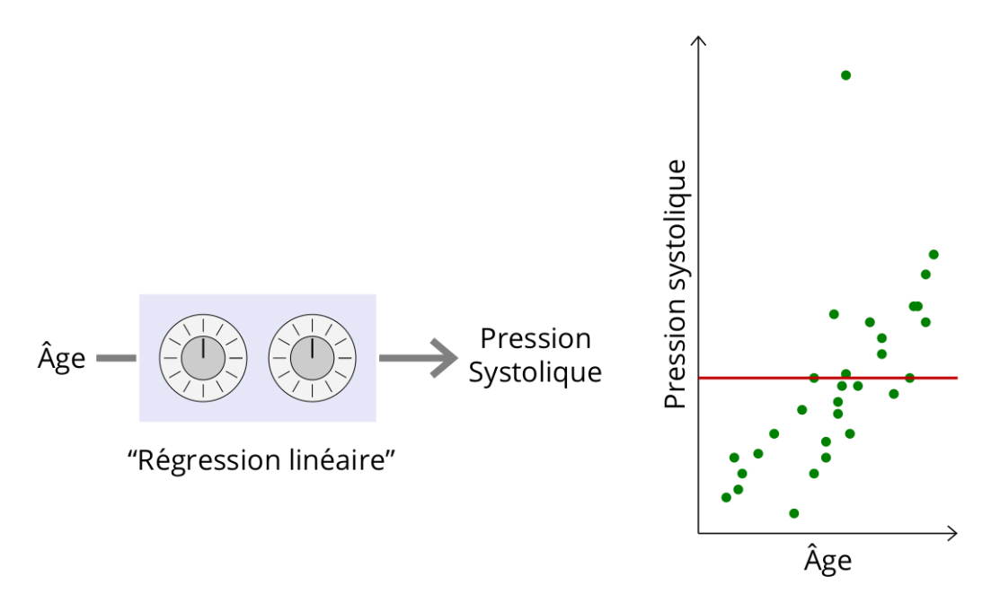 Âge
Pression
Systolique
“Régression linéaire”
Pression systolique
Âge